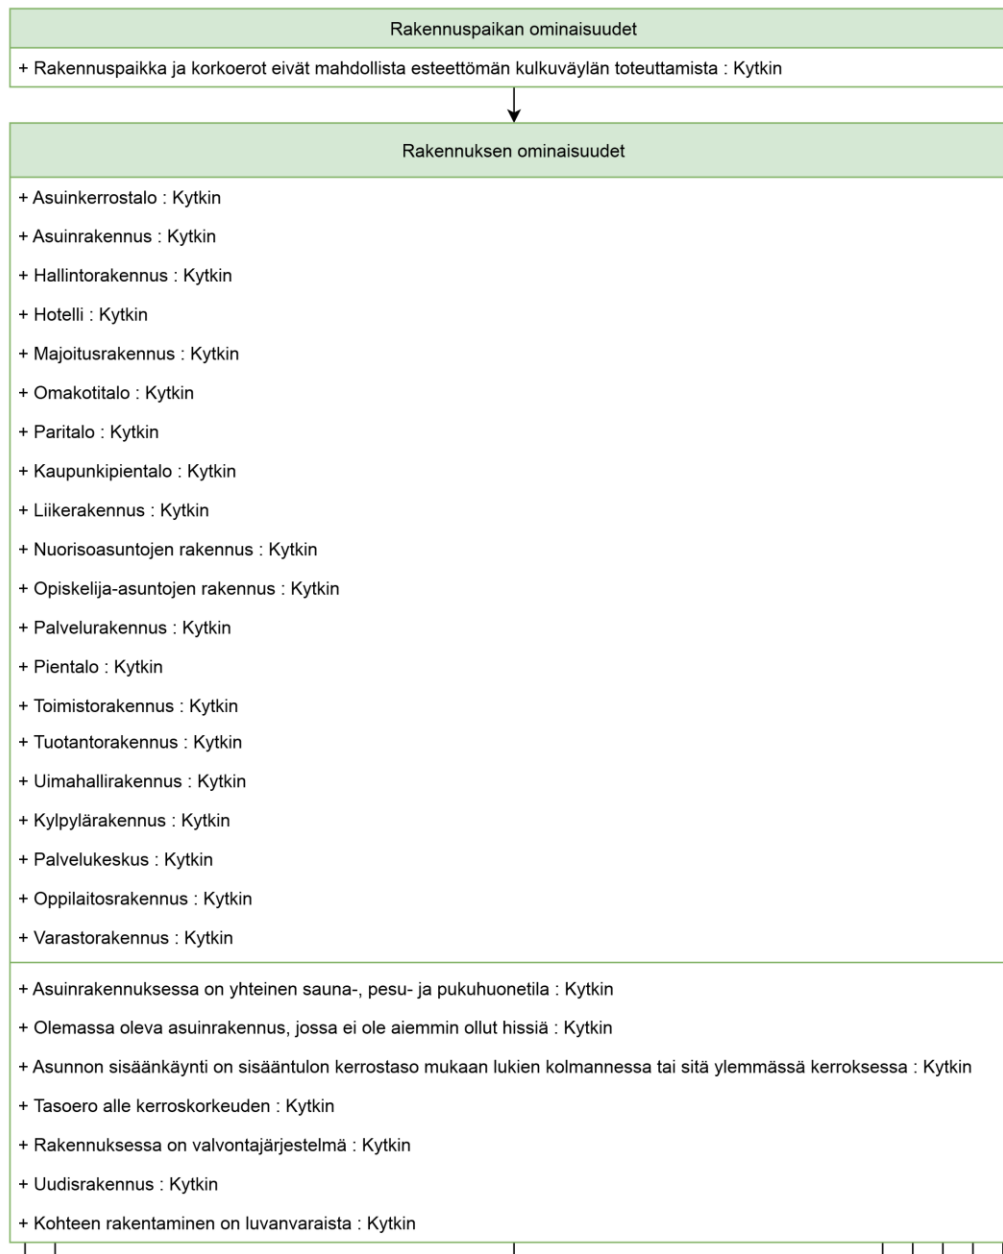 Rakennuspaikan ominaisuudet
+ Rakennuspaikka ja korkoerot eivät mahdollista esteettömän kulkuväylän toteuttamista : Kytkin
Rakennuksen ominaisuudet
+ Asuinkerrostalo : Kytkin
+ Asuinrakennus : Kytkin
+ Hallintorakennus : Kytkin
+ Hotelli : Kytkin
+ Majoitusrakennus : Kytkin
+ Omakotitalo : Kytkin
+ Paritalo : Kytkin
+ Kaupunkipientalo : Kytkin
+ Liikerakennus : Kytkin
+ Nuorisoasuntojen rakennus : Kytkin
+ Opiskelija-asuntojen rakennus : Kytkin
+ Palvelurakennus : Kytkin
+ Pientalo : Kytkin
+ Toimistorakennus : Kytkin
+ Tuotantorakennus : Kytkin
+ Uimahallirakennus : Kytkin
+ Kylpylärakennus : Kytkin
+ Palvelukeskus : Kytkin
+ Oppilaitosrakennus : Kytkin
+ Varastorakennus : Kytkin
+ Asuinrakennuksessa on yhteinen sauna-, pesu- ja pukuhuonetila : Kytkin
+ Olemassa oleva asuinrakennus, jossa ei ole aiemmin ollut hissiä : Kytkin
+ Asunnon sisäänkäynti on sisääntulon kerrostaso mukaan lukien kolmannessa tai sitä ylemmässä kerroksessa : Kytkin
+ Tasoero alle kerroskorkeuden : Kytkin
+ Rakennuksessa on valvontajärjestelmä : Kytkin
+ Uudisrakennus : Kytkin
+ Kohteen rakentaminen on luvanvaraista : Kytkin